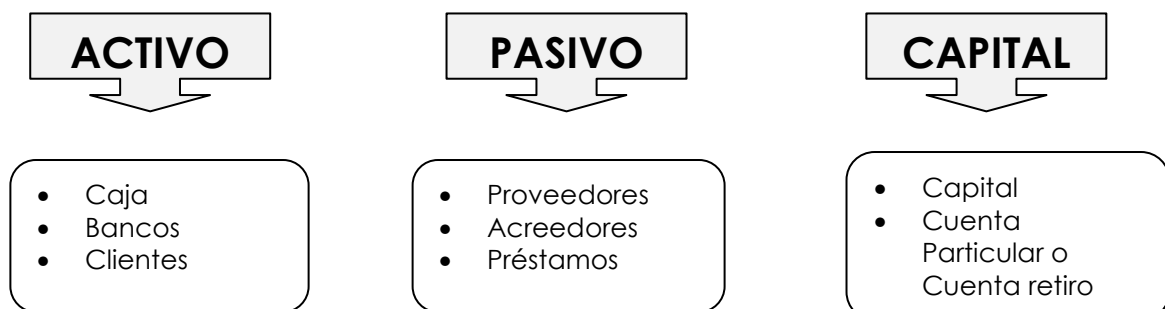 ACTIVO
PASIVO
CAPITAL
• Caja
• Bancos
• Clientes
• Proveedores
• Acreedores
• Préstamos
• Capital
• Cuenta
Particular o
Cuenta retiro